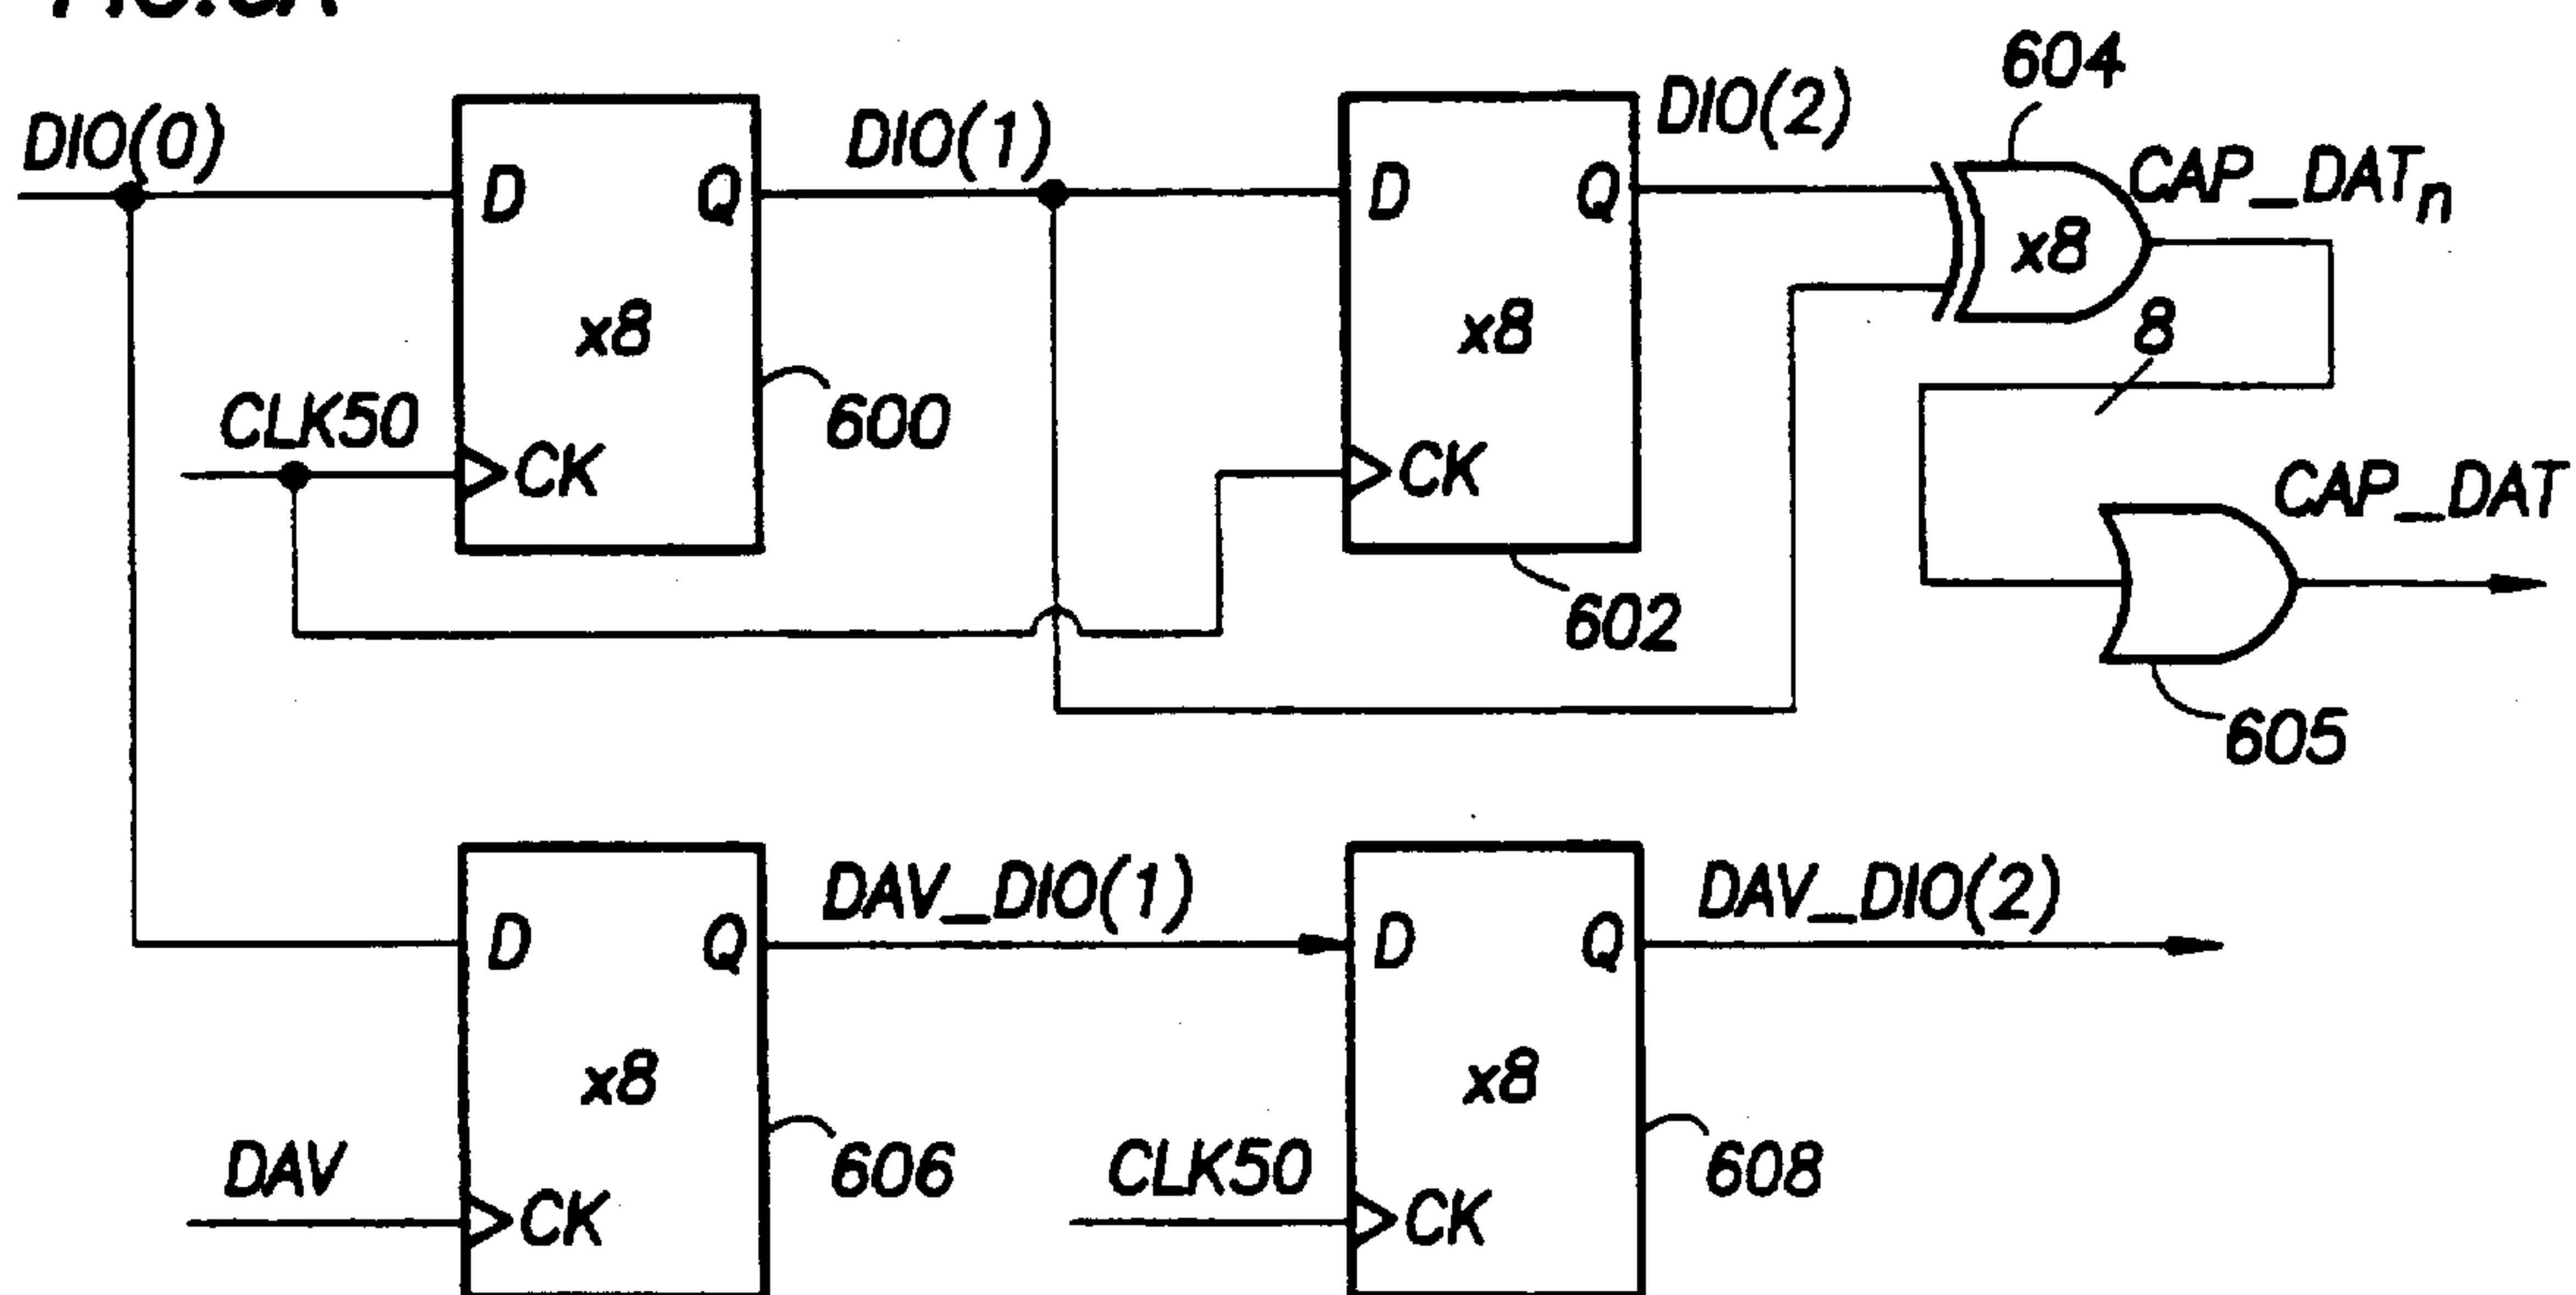 DIO(0)
D
Q
x8
CLK50
CK
600
DIO(1)
D
Q
x8
CK
602
DIO(2)
604
x8
CAP_DATn
8
CAP_DAT
605
D
Q
x8
DAV
CK
606
DAV_DIO(1)
D
Q
x8
CLK50
CK
608
DAV_DIO(2)